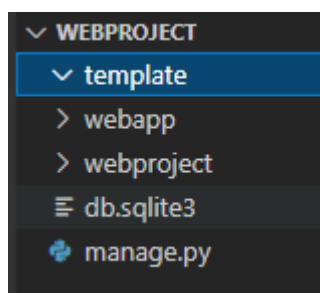 WEBPROJECT
template
webapp
webproject
db.sqlite3
manage.py